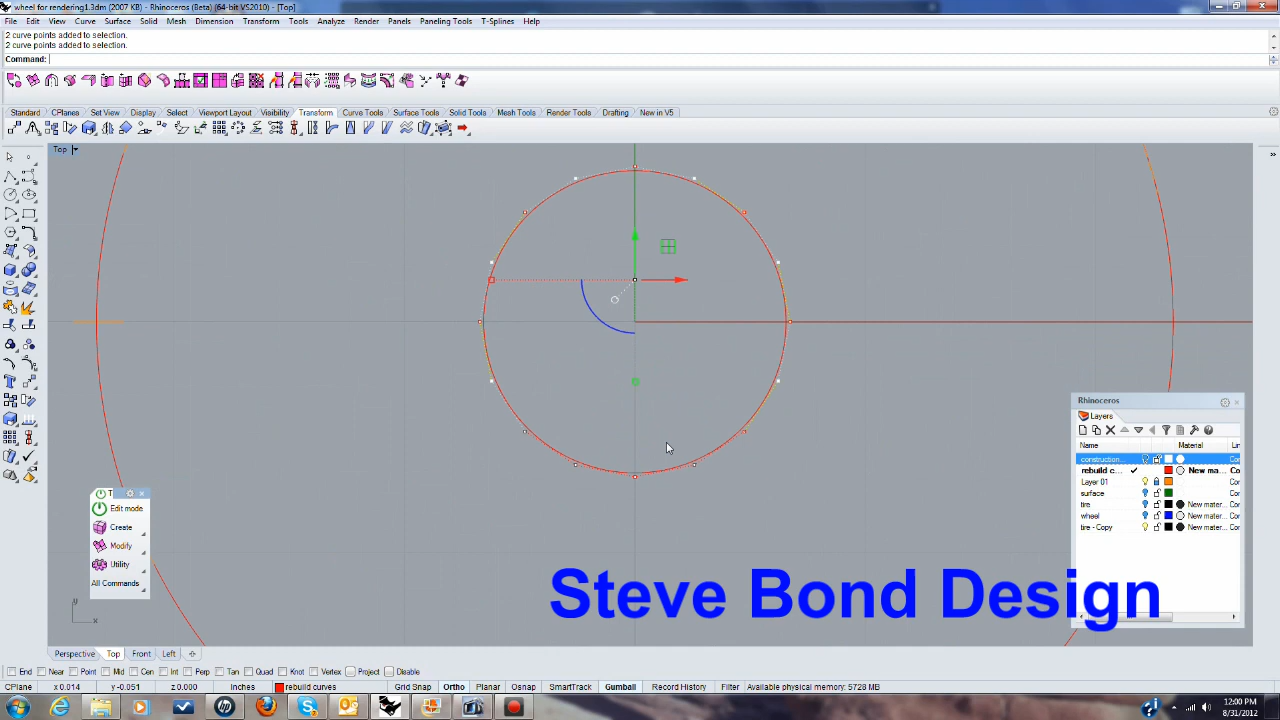 wheel for rendering1.3dm (2007 KB) - Rhinoceros (Beta) (64-bit VS2010) - [Top]
File Edit View Curve Surface Solid Mesh Dimension Transform Tools Analyze Render Panels Paneling Tools T-Splines Help
2 curve points added to selection.
2 curve points added to selection.
Command:
Standard CPlanes Set View Display Select Viewport Layout Visibility Transform Curve Tools Surface Tools Solid Tools Mesh Tools Render Tools Drafting New in V5
Top
Rhinoceros
Layers
Name Material
construction...
rebuild c... New ma...
Layer 01
surface
tire New mater...
wheel New mater...
tire - Copy New mater...
Edit mode
Create
Modify
Utility
All Commands
Steve Bond Design
y
x
Perspective Top Front Left
End Near Point Mid Cen Int Perp Tan Quad Knot Vertex Project Disable
CPlane x 0.014 y -0.051 z 0.000 Inches rebuild curves Grid Snap Ortho Planar Osnap SmartTrack Gumball Record History Filter Available physical memory: 5728 MB
12:00 PM
8/31/2012